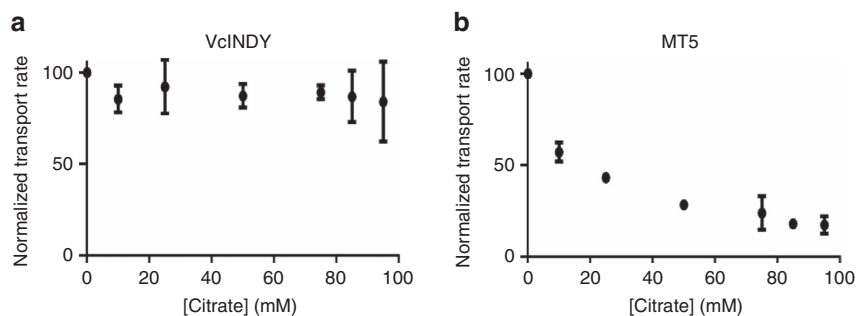 a
VcINDY
Normalized transport rate
100
50
0
0 20 40 60 80 100
[Citrate] (mM)
b
MT5
Normalized transport rate
100
50
0
0 20 40 60 80 100
[Citrate] (mM)